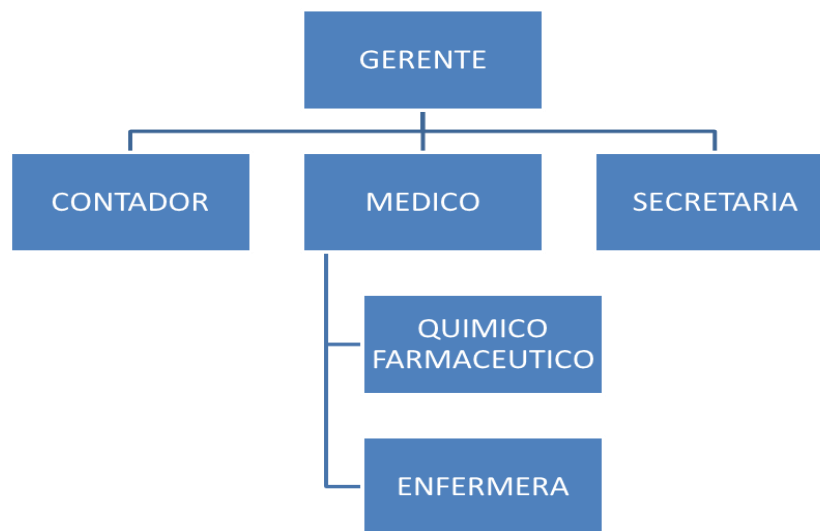 GERENTE
CONTADOR
MEDICO
SECRETARIA
QUIMICO
FARMACEUTICO
ENFERMERA